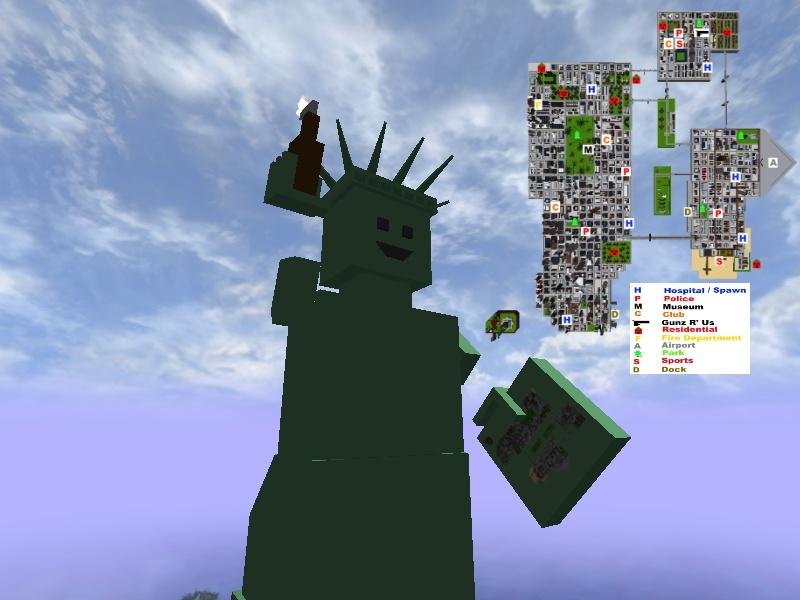 P
C S
H
H
F
C
M
A
P
H
C
D
P
H
P
H
S
H
D
H Hospital / Spawn
P Police
M Museum
C Club
Gunz R' Us
Residential
F Fire Department
A Airport
Park
S Sports
D Dock